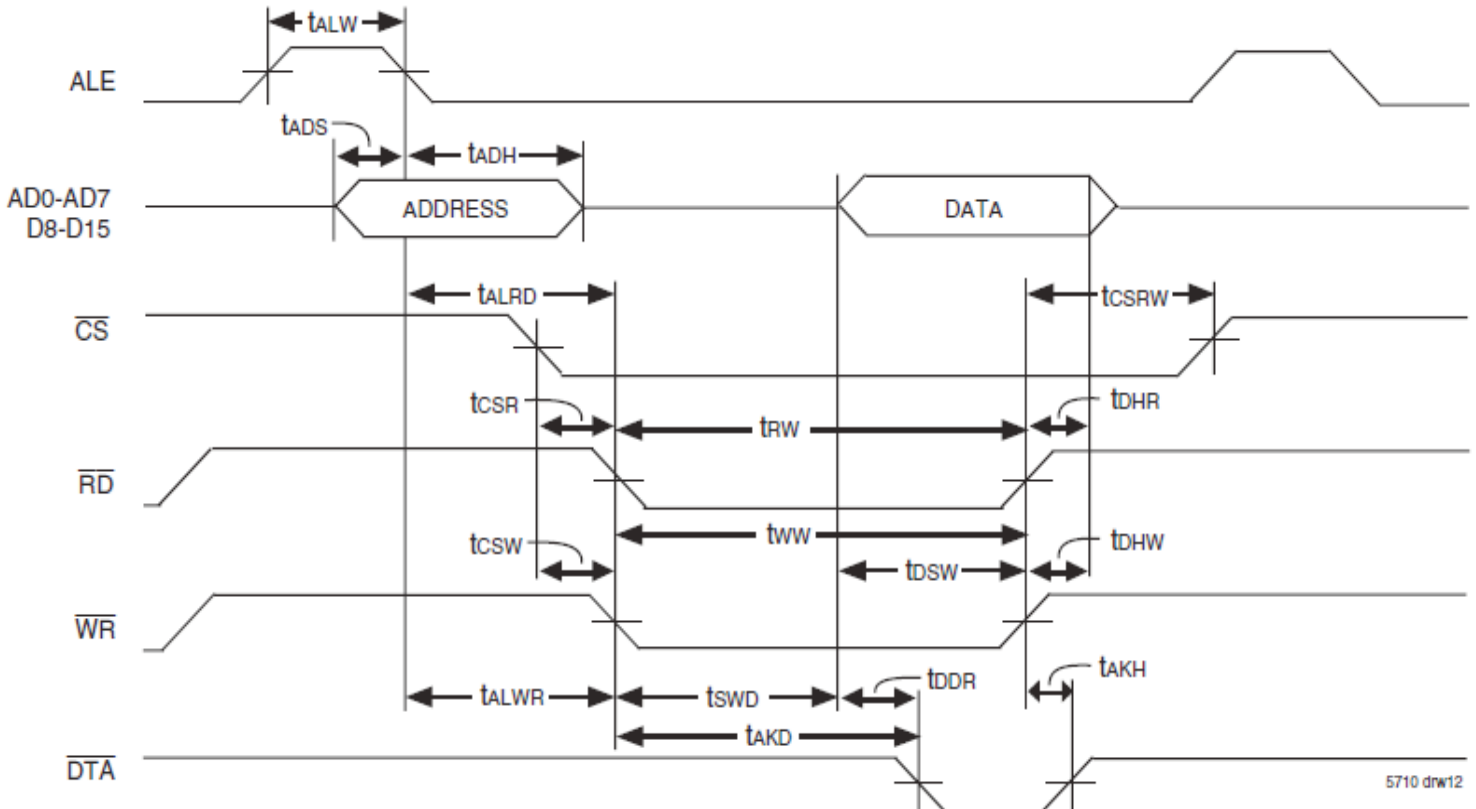 tALW
ALE
tADS
tADH
AD0-AD7
D8-D15
ADDRESS
DATA
tALRD
tCSRW
CS
tCSR
tRW
tDHR
RD
tCSW
tWW
tDHW
tDSW
WR
tALWR
tSWD
tDDR
tAKH
tAKD
DTA
5710 drw12